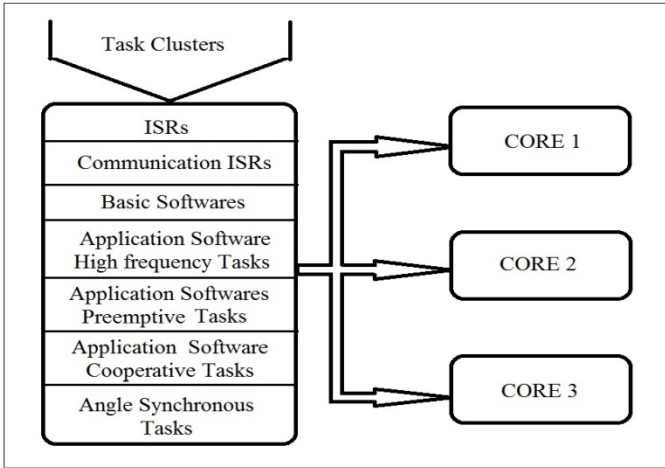 Task Clusters
ISRs
Communication ISRs
Basic Softwares
Application Software
High frequency Tasks
Application Softwares
Preemptive Tasks
Application Software
Cooperative Tasks
Angle Synchronous
Tasks
CORE 1
CORE 2
CORE 3